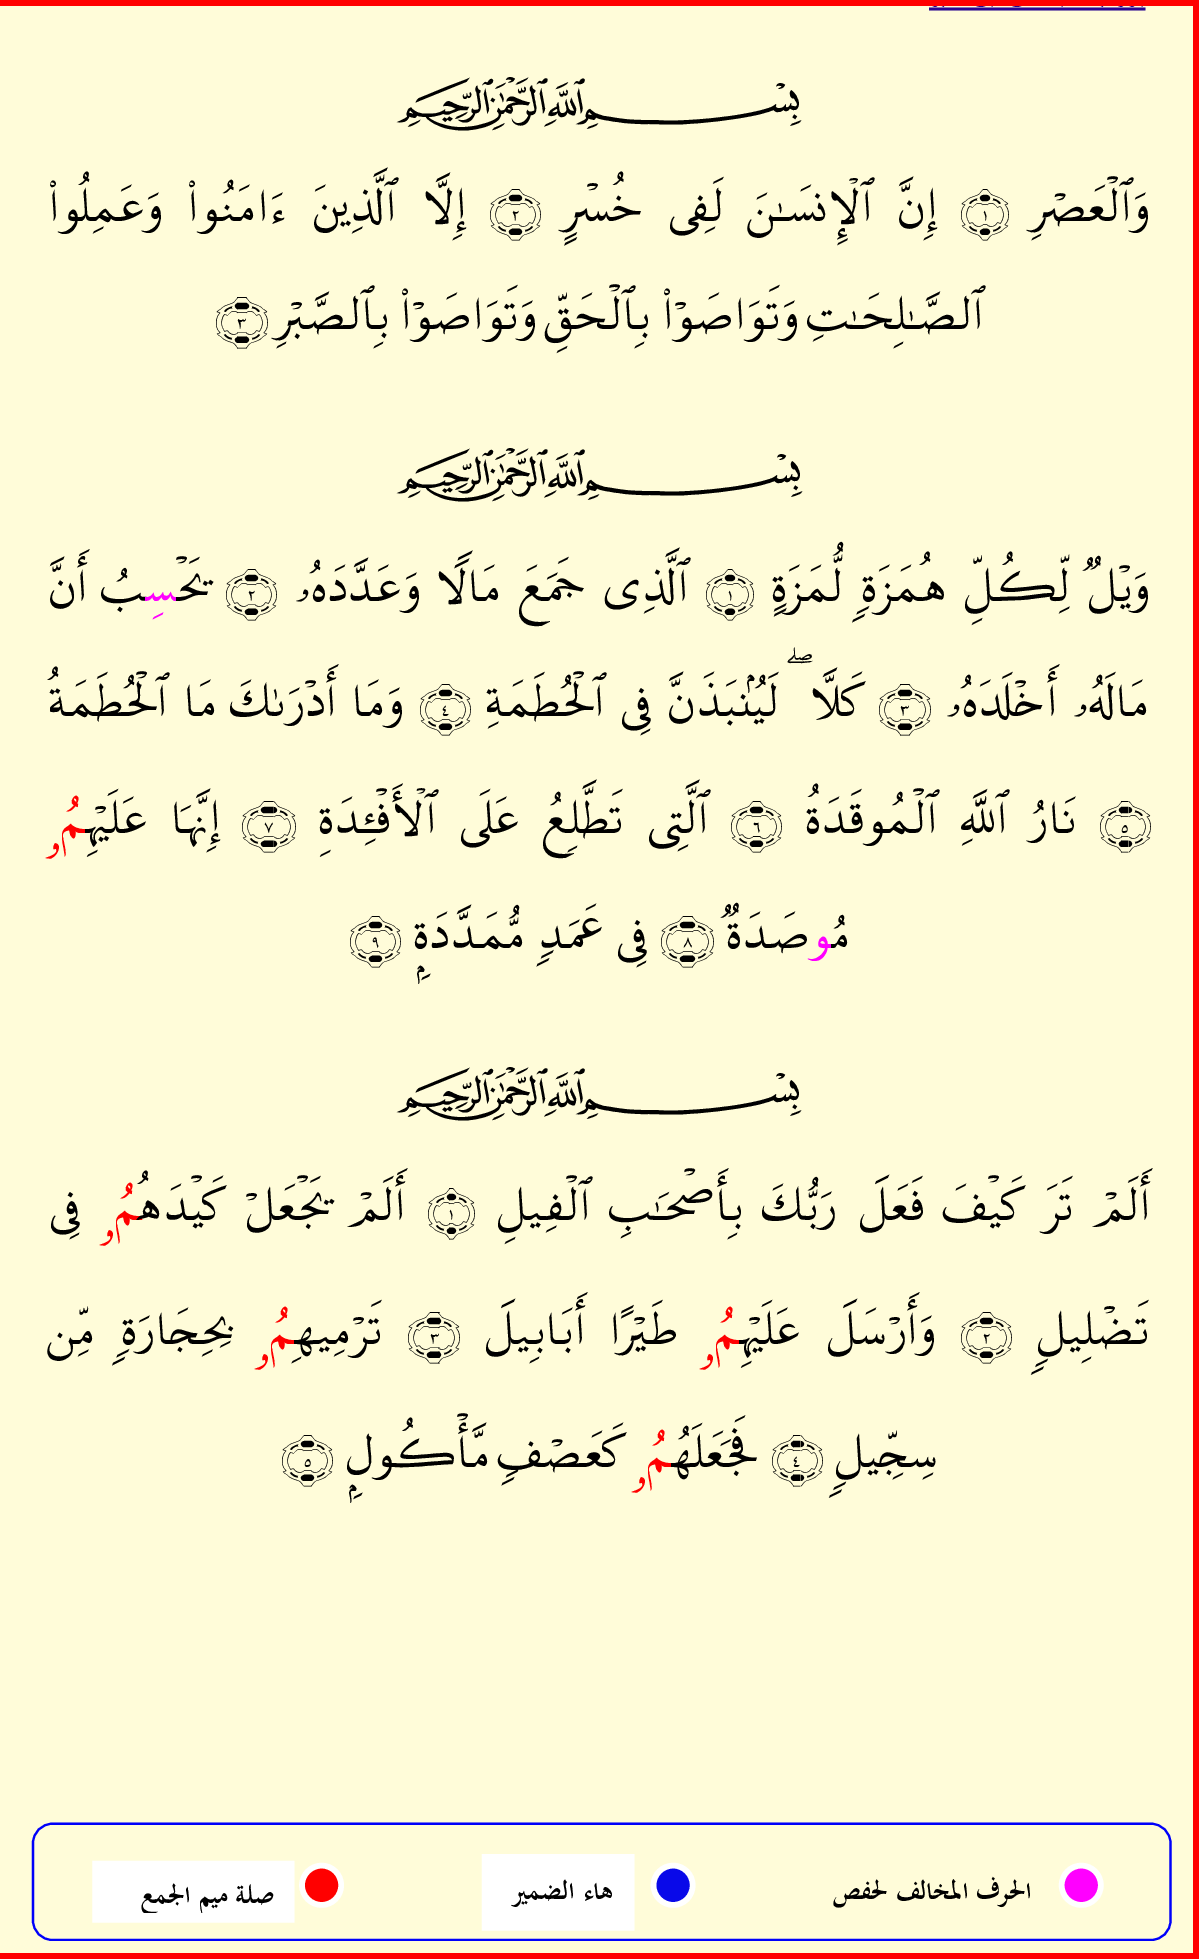 بِسْمِ ٱللَّهِ ٱلرَّحْمَٰنِ ٱلرَّحِيمِ
وَٱلْعَصْرِ ١ إِنَّ ٱلْإِنسَـٰنَ لَفِى خُسْرٍ ٢ إِلَّا ٱلَّذِينَ ءَامَنُوا۟ وَعَمِلُوا۟
ٱلصَّـٰلِحَـٰتِ وَتَوَاصَوْا۟ بِٱلْحَقِّ وَتَوَاصَوْا۟ بِٱلصَّبْرِ ٣
بِسْمِ ٱللَّهِ ٱلرَّحْمَٰنِ ٱلرَّحِيمِ
وَيْلٌ لِّكُلِّ هُمَزَةٍ لُّمَزَةٍ ١ ٱلَّذِى جَمَعَ مَالًا وَعَدَّدَهُۥ ٢ يَحْسِبُ أَنَّ
مَالَهُۥ أَخْلَدَهُۥ ٣ كَلَّا ۖ لَيُنۢبَذَنَّ فِى ٱلْحُطَمَةِ ٤ وَمَا أَدْرَىٰكَ مَا ٱلْحُطَمَةُ
٥ نَارُ ٱللَّهِ ٱلْمُوقَدَةُ ٦ ٱلَّتِى تَطَّلِعُ عَلَى ٱلْأَفْـِٔدَةِ ٧ إِنَّهَا عَلَيْهِمُۥ
مُوصَدَةٌ ٨ فِى عَمَدٍ مُّمَدَّدَةٍۭ ٩
بِسْمِ ٱللَّهِ ٱلرَّحْمَٰنِ ٱلرَّحِيمِ
أَلَمْ تَرَ كَيْفَ فَعَلَ رَبُّكَ بِأَصْحَـٰبِ ٱلْفِيلِ ١ أَلَمْ يَجْعَلْ كَيْدَهُمُۥ فِى
تَضْلِيلٍ ٢ وَأَرْسَلَ عَلَيْهِمُۥ طَيْرًا أَبَابِيلَ ٣ تَرْمِيهِمُۥ بِحِجَارَةٍ مِّن
سِجِّيلٍ ٤ فَجَعَلَهُمُۥ كَعَصْفٍ مَّأْكُولٍۭ ٥
الحرف المخالف لحفص هاء الضمير صلة ميم الجمع